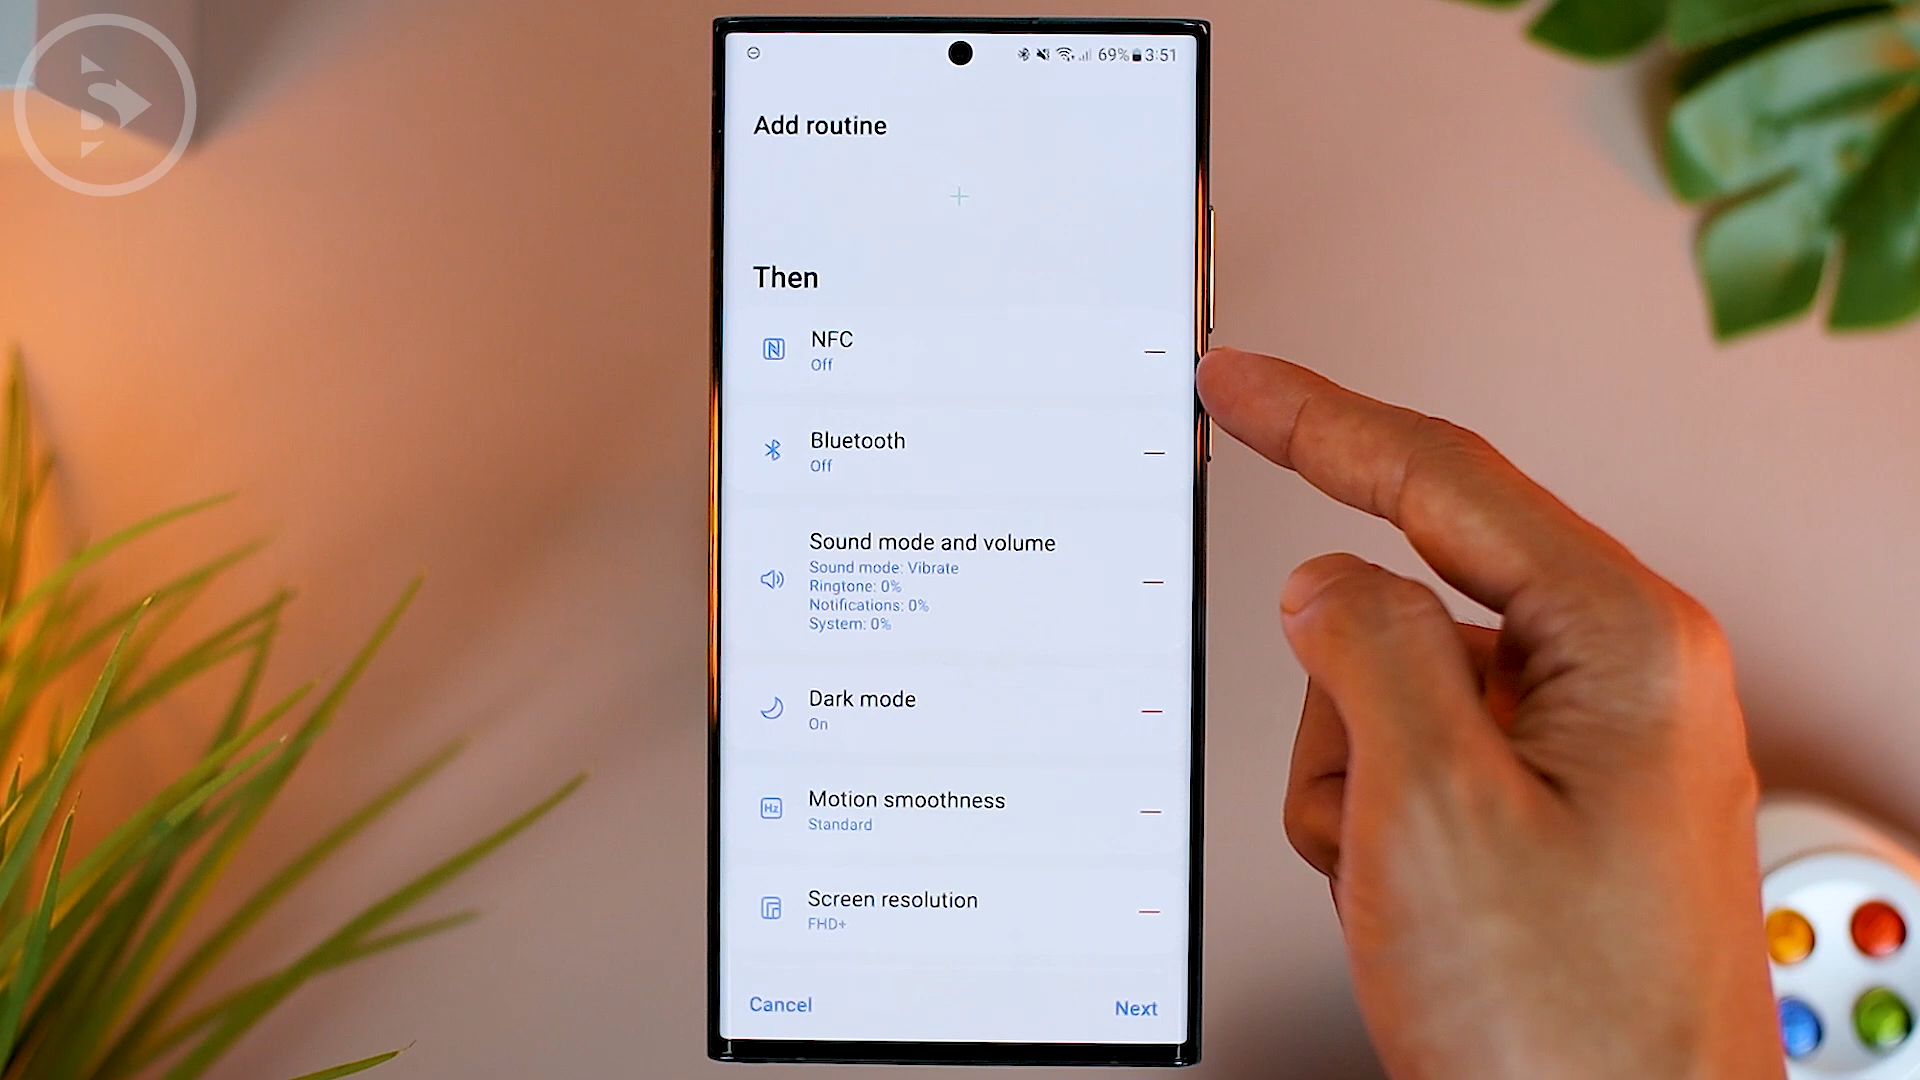 S
69% 3:51
Add routine
Then
NFC
Off
Bluetooth
Off
Sound mode and volume
Sound mode: Vibrate
Ringtone: 0%
Notifications: 0%
System: 0%
Dark mode
On
Hz
Motion smoothness
Standard
Screen resolution
FHD+
Cancel
Next